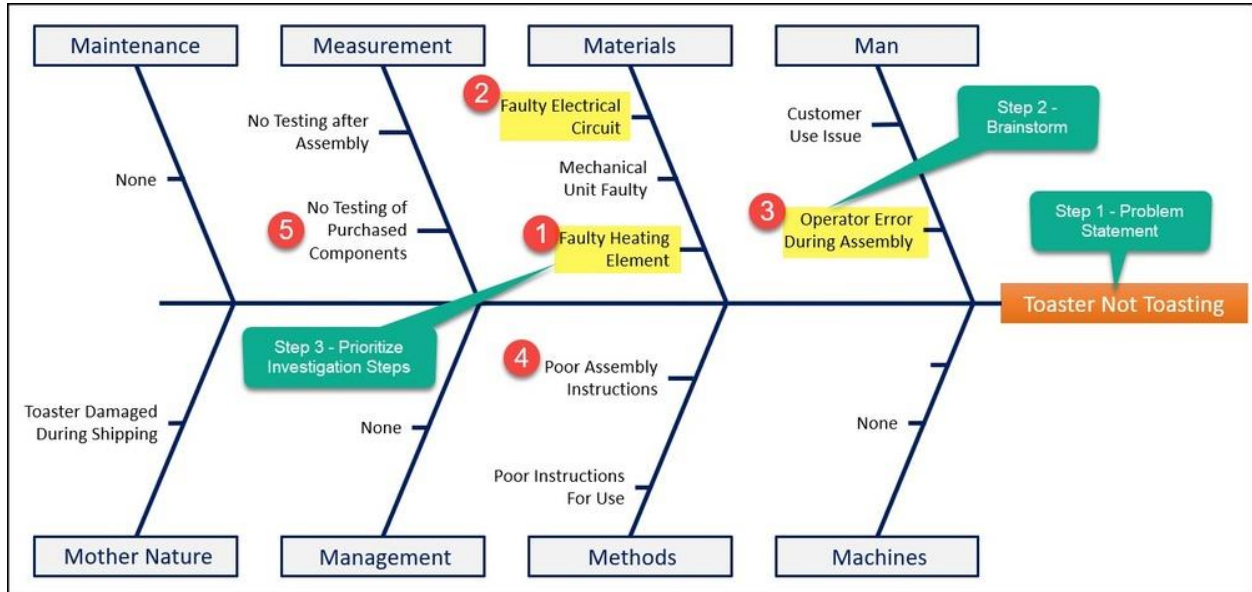 Maintenance
Measurement
Materials
Man
2
Faulty Electrical
Circuit
Step 2 -
Brainstorm
No Testing after
Assembly
Customer
Use Issue
None
Mechanical
Unit Faulty
5
No Testing of
Purchased
Components
1
Faulty Heating
Element
3
Operator Error
During Assembly
Step 1 - Problem
Statement
Toaster Not Toasting
Step 3 - Prioritize
Investigation Steps
4
Poor Assembly
Instructions
Toaster Damaged
During Shipping
None
None
Poor Instructions
For Use
Mother Nature
Management
Methods
Machines